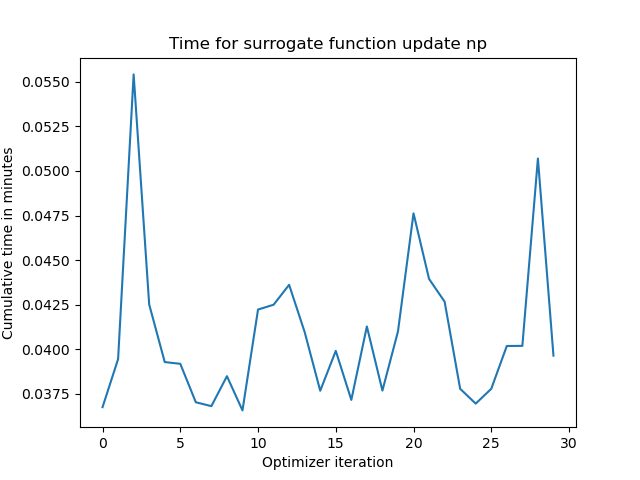 Time for surrogate function update np
Cumulative time in minutes
0.0550
0.0525
0.0500
0.0475
0.0450
0.0425
0.0400
0.0375
0 5 10 15 20 25 30
Optimizer iteration